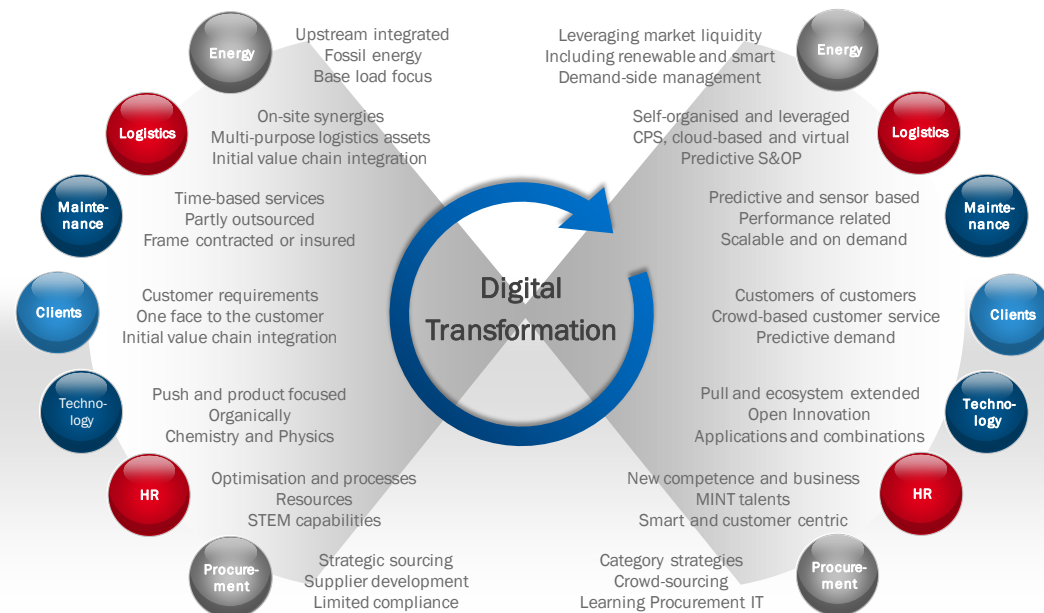 Energy
Upstream integrated
Fossil energy
Base load focus
Logistics
On-site synergies
Multi-purpose logistics assets
Initial value chain integration
Mainte-
nance
Time-based services
Partly outsourced
Frame contracted or insured
Clients
Customer requirements
One face to the customer
Initial value chain integration
Techno-
logy
Push and product focused
Organically
Chemistry and Physics
HR
Optimisation and processes
Resources
STEM capabilities
Procure-
ment
Strategic sourcing
Supplier development
Limited compliance
Digital
Transformation
Leveraging market liquidity
Including renewable and smart
Demand-side management
Energy
Self-organised and leveraged
CPS, cloud-based and virtual
Predictive S&OP
Logistics
Predictive and sensor based
Performance related
Scalable and on demand
Mainte-
nance
Customers of customers
Crowd-based customer service
Predictive demand
Clients
Pull and ecosystem extended
Open Innovation
Applications and combinations
Techno-
logy
New competence and business
MINT talents
Smart and customer centric
HR
Category strategies
Crowd-sourcing
Learning Procurement IT
Procure-
ment